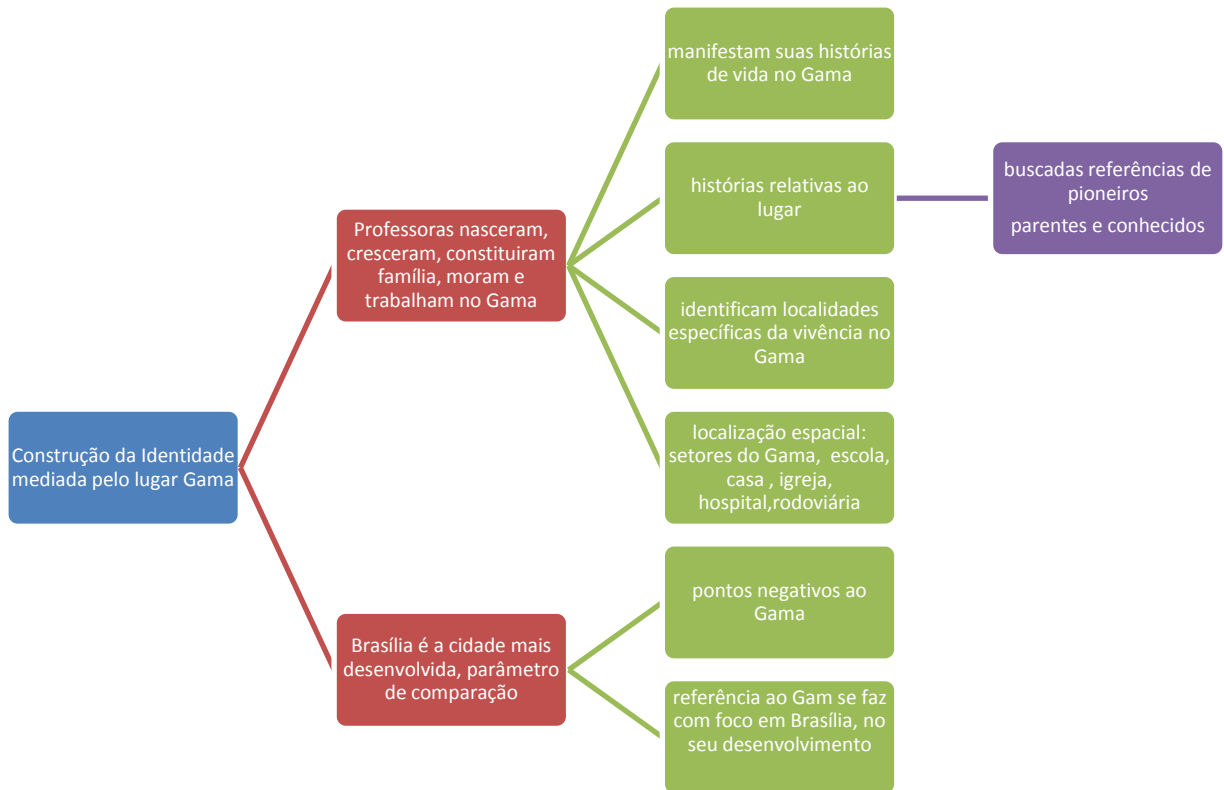 Construção da Identidade
mediada pelo lugar Gama
Professoras nasceram,
cresceram, constituiram
família, moram e
trabalham no Gama
manifestam suas histórias
de vida no Gama
histórias relativas ao
lugar
buscadas referências de
pioneiros
parentes e conhecidos
identificam localidades
específicas da vivência no
Gama
localização espacial:
setores do Gama, escola,
casa , igreja,
hospital,rodoviária
Brasília é a cidade mais
desenvolvida, parâmetro
de comparação
pontos negativos ao
Gama
referência ao Gam se faz
com foco em Brasília, no
seu desenvolvimento